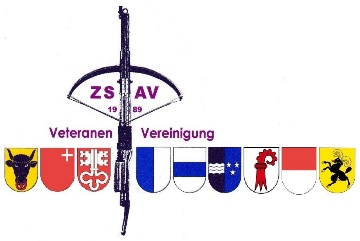 ZS AV
19 89
Veteranen Vereinigung